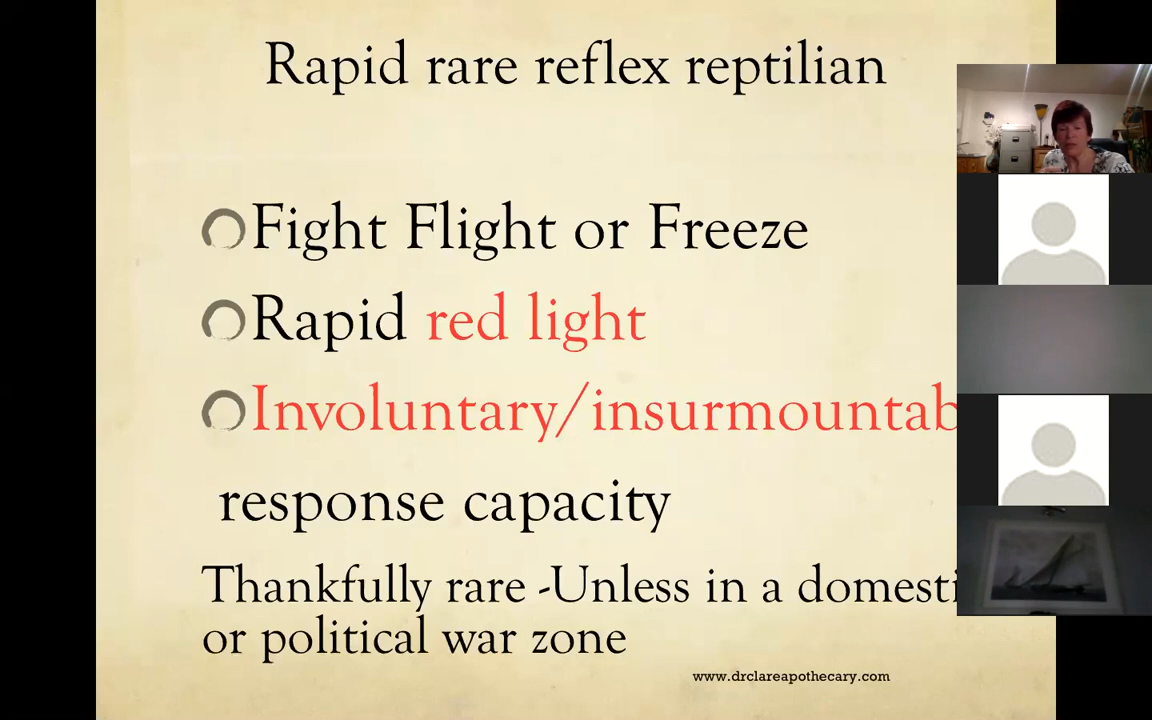 Rapid rare reflex reptilian
Fight Flight or Freeze
Rapid red light
Involuntary/insurmountab
response capacity
Thankfully rare -Unless in a domesti
or political war zone
www.drclareapothecary.com